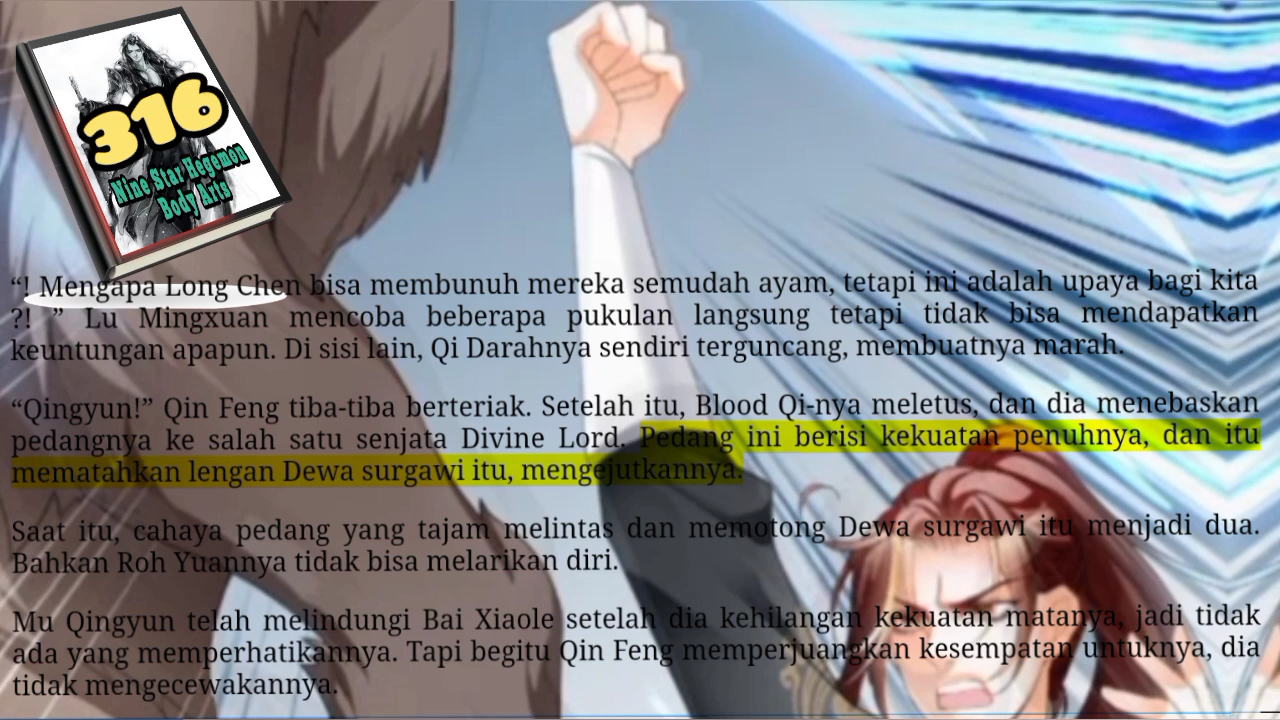 316
Nine Star Hegemon
Body Arts
“! Mengapa Long Chen bisa membunuh mereka semudah ayam, tetapi ini adalah upaya bagi kita
?! ” Lu Mingxuan mencoba beberapa pukulan langsung tetapi tidak bisa mendapatkan
keuntungan apapun. Di sisi lain, Qi Darahnya sendiri terguncang, membuatnya marah.
“Qingyun!” Qin Feng tiba-tiba berteriak. Setelah itu, Blood Qi-nya meletus, dan dia menebaskan
pedangnya ke salah satu senjata Divine Lord. Pedang ini berisi kekuatan penuhnya, dan itu
mematahkan lengan Dewa surgawi itu, mengejutkannya.
Saat itu, cahaya pedang yang tajam melintas dan memotong Dewa surgawi itu menjadi dua.
Bahkan Roh Yuannya tidak bisa melarikan diri.
Mu Qingyun telah melindungi Bai Xiaole setelah dia kehilangan kekuatan matanya, jadi tidak
ada yang memperhatikannya. Tapi begitu Qin Feng memperjuangkan kesempatan untuknya, dia
tidak mengecewakannya.